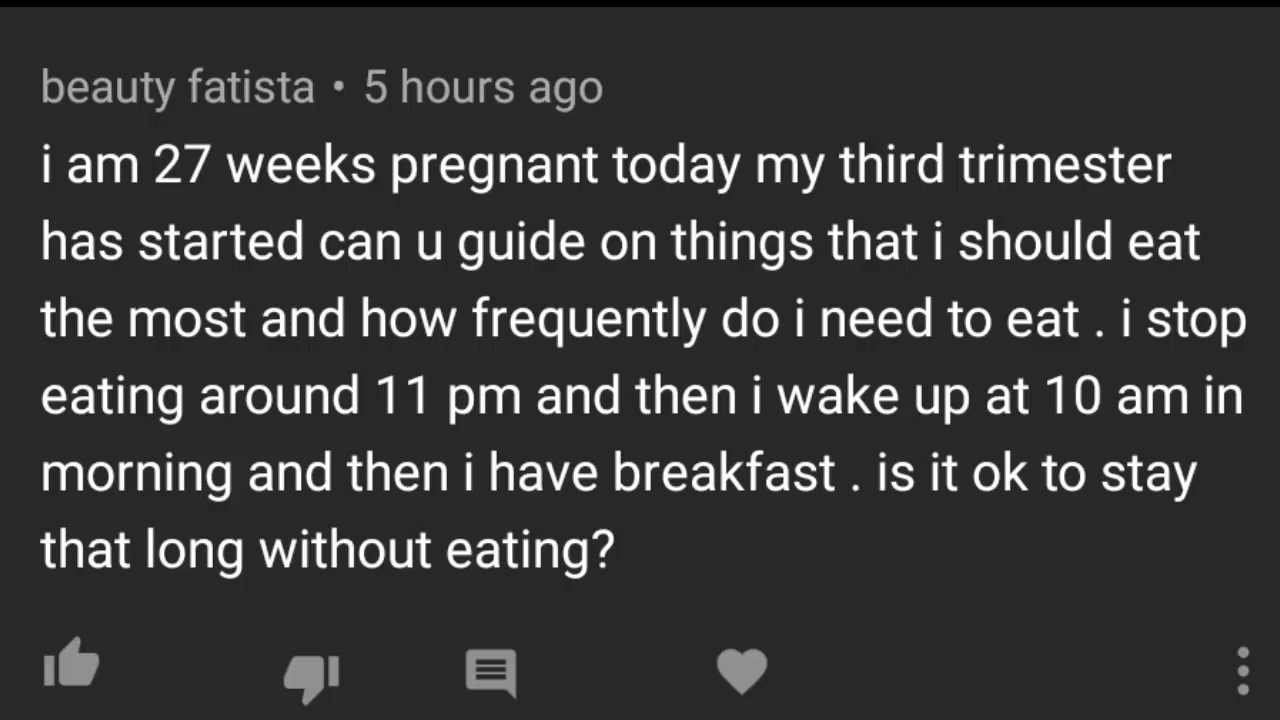 beauty fatista • 5 hours ago
i am 27 weeks pregnant today my third trimester
has started can u guide on things that i should eat
the most and how frequently do i need to eat . i stop
eating around 11 pm and then i wake up at 10 am in
morning and then i have breakfast . is it ok to stay
that long without eating?